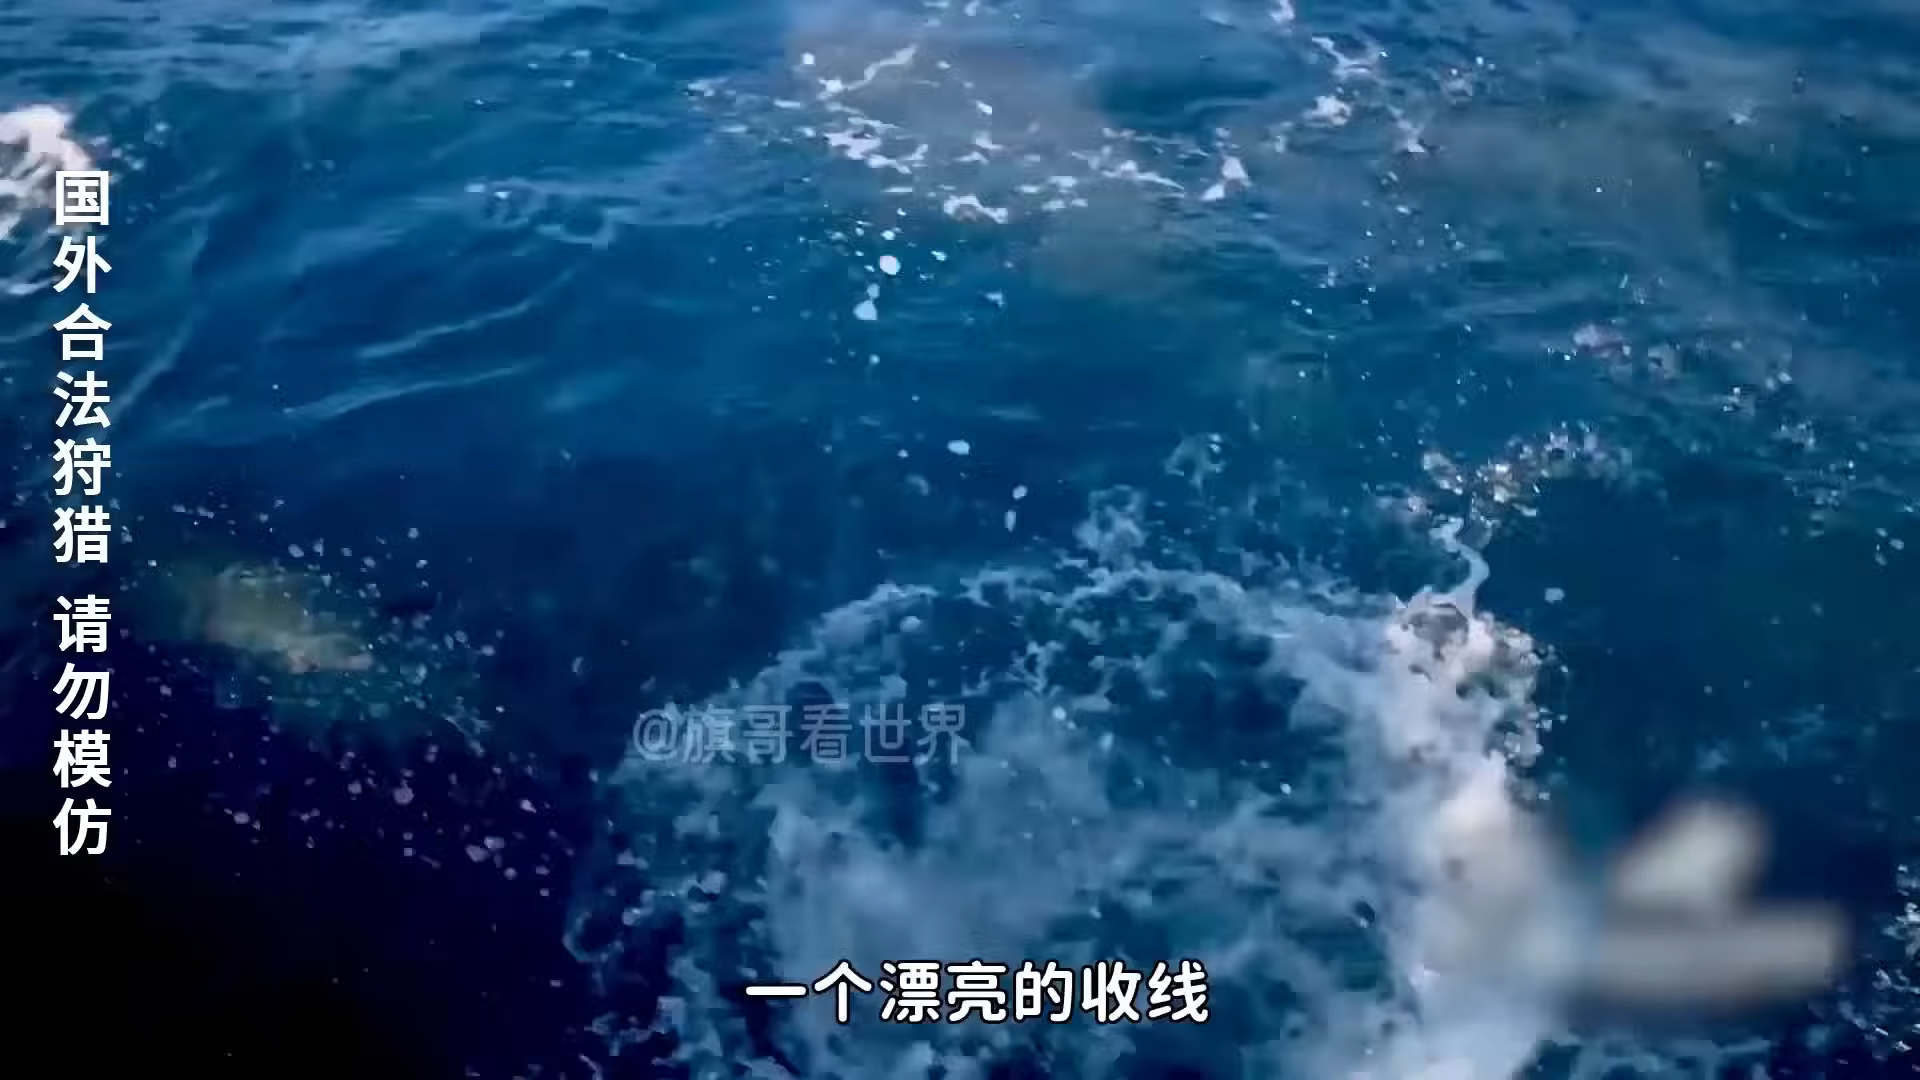 国外合法狩猎 请勿模仿
@旗哥看世界
一个漂亮的收线